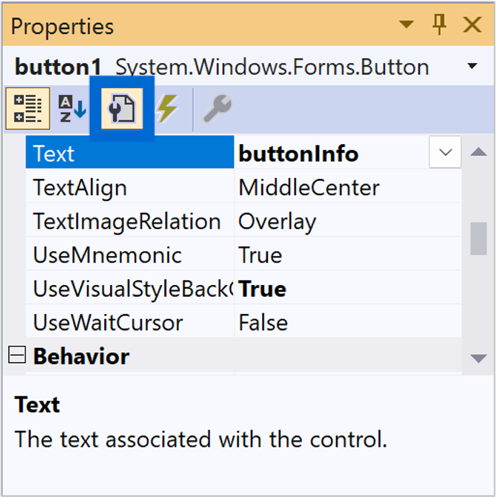 Properties
button1 System.Windows.Forms.Button
A
Z
Text buttonInfo
TextAlign MiddleCenter
TextImageRelation Overlay
UseMnemonic True
UseVisualStyleBackC True
UseWaitCursor False
Behavior
Text
The text associated with the control.